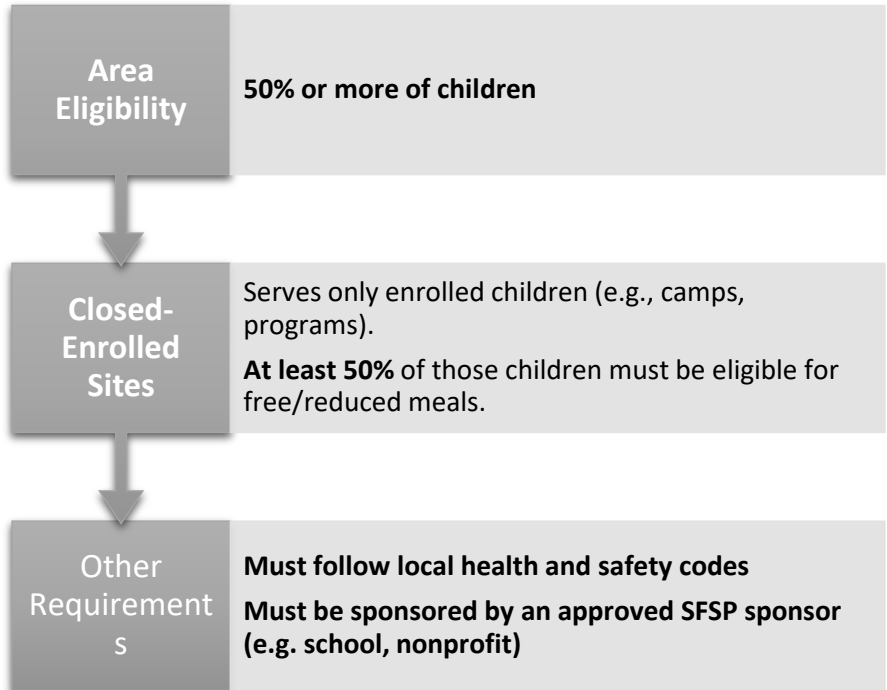 Area
Eligibility
50% or more of children
Closed-
Enrolled
Sites
Serves only enrolled children (e.g., camps,
programs).
At least 50% of those children must be eligible for
free/reduced meals.
Other
Requirement
s
Must follow local health and safety codes
Must be sponsored by an approved SFSP sponsor
(e.g. school, nonprofit)